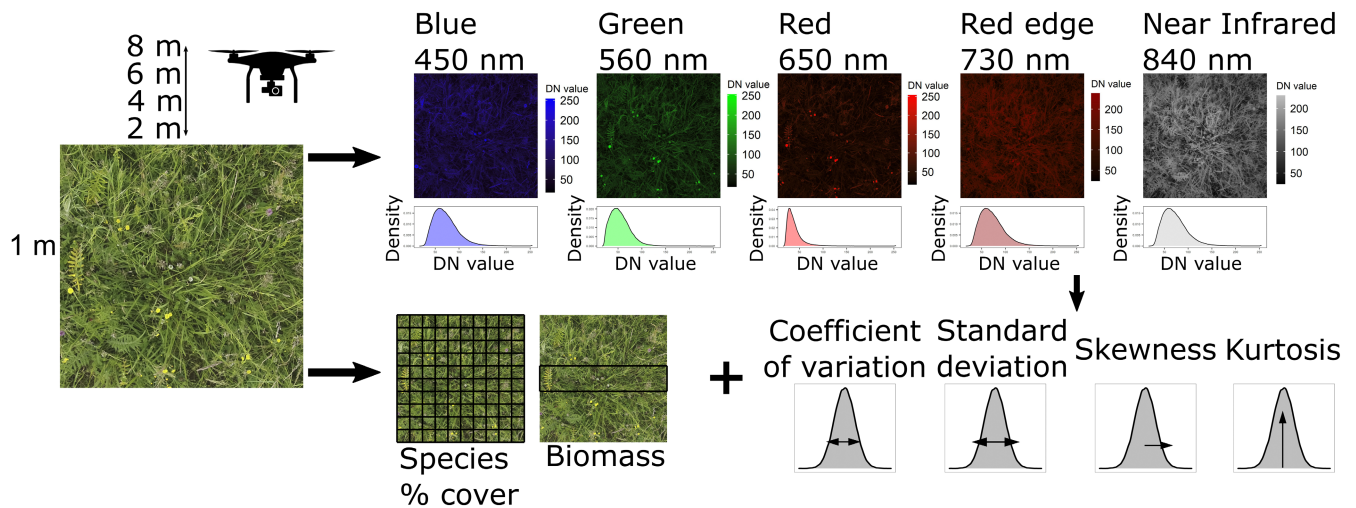 8 m
6 m
4 m
2 m
1 m
Blue
450 nm
Green
560 nm
Red
650 nm
Red edge
730 nm
Near Infrared
840 nm
DN value
250
200
150
100
50
DN value
250
200
150
100
50
DN value
250
200
150
100
50
DN value
200
150
100
50
DN value
200
150
100
50
Density
DN value
Density
DN value
Density
DN value
Density
DN value
Density
DN value
Species
% cover
Biomass
+
Coefficient
of variation
Standard
deviation
Skewness
Kurtosis